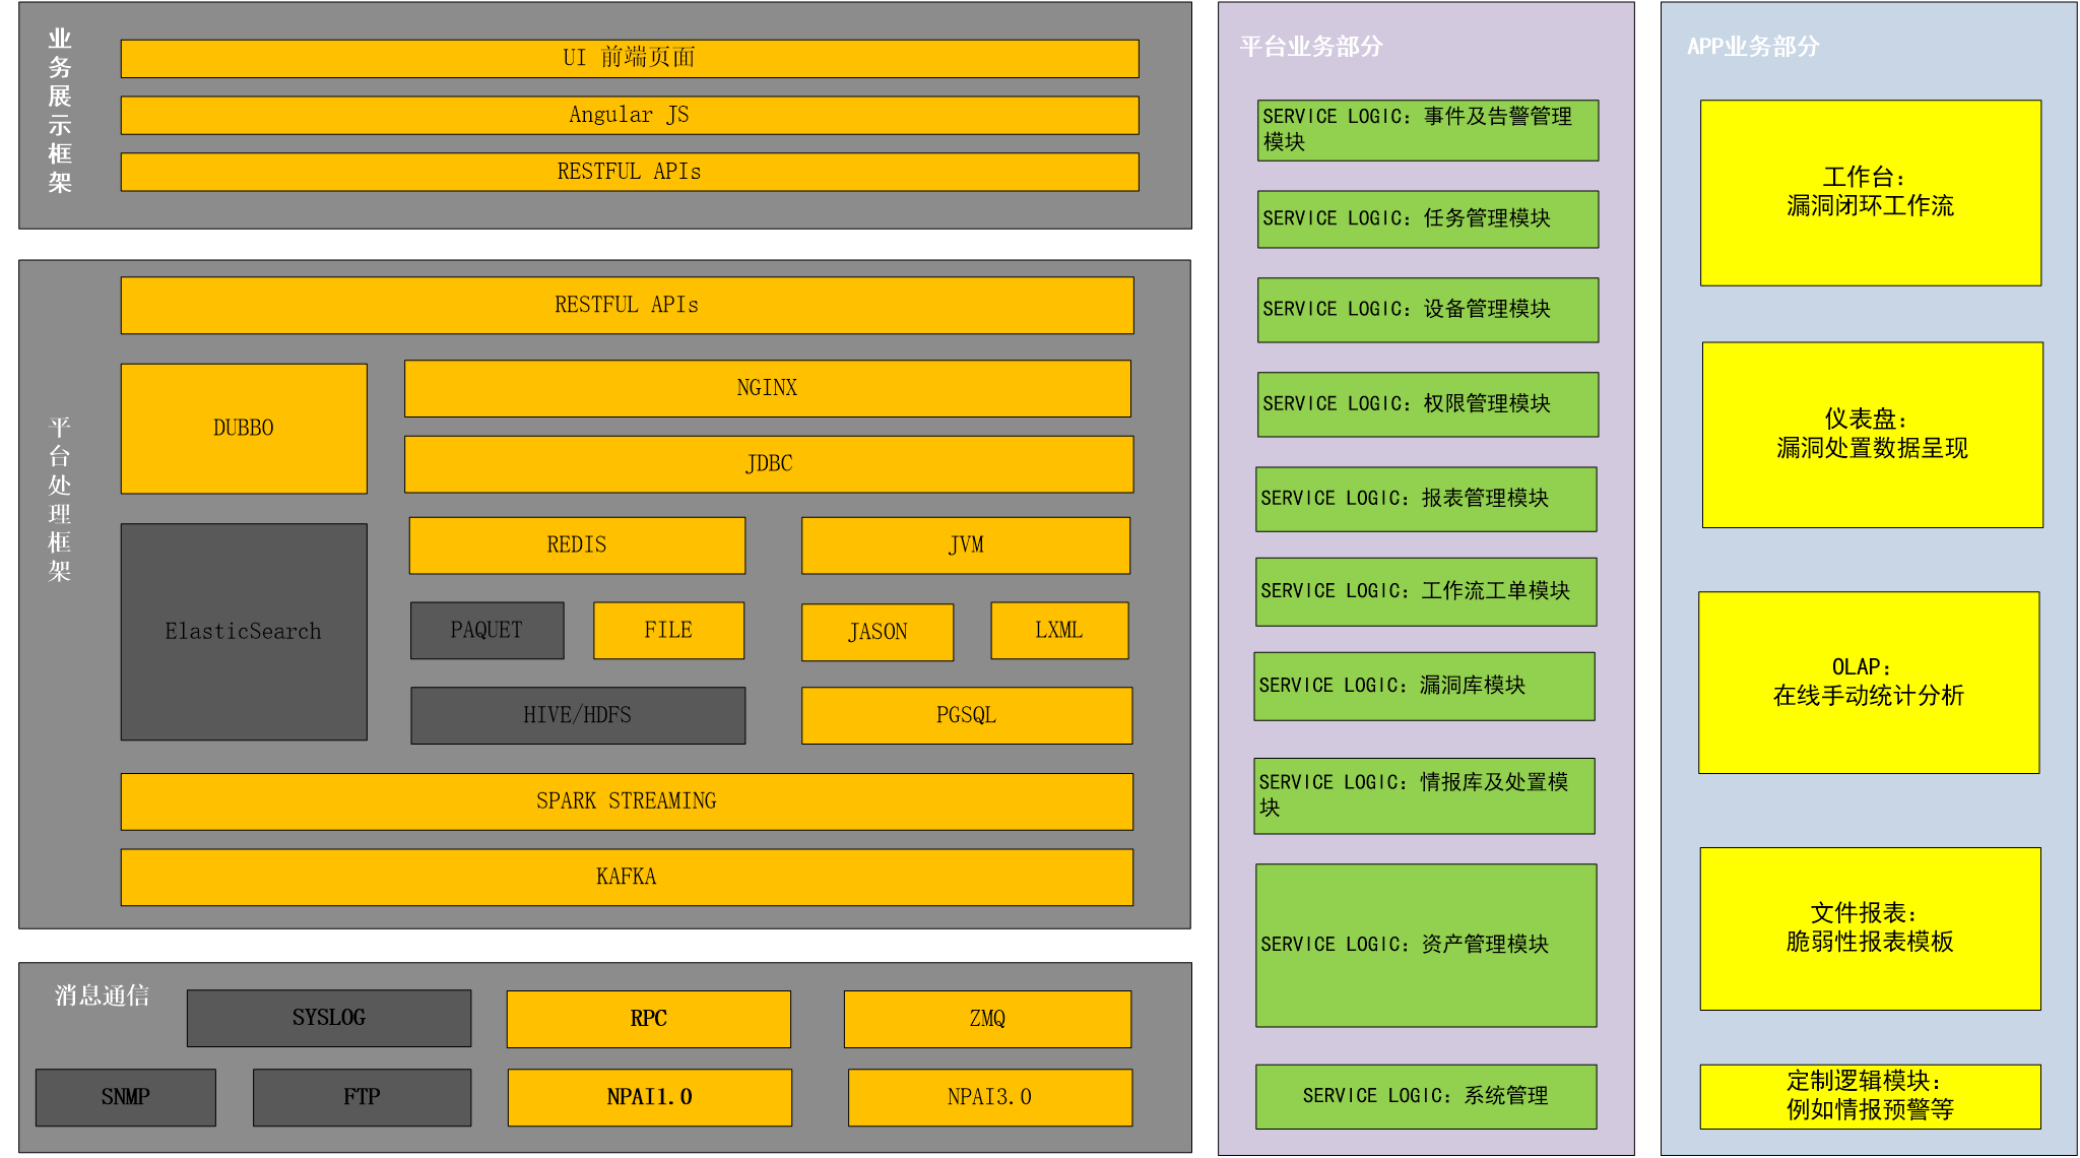 业务展示框架
UI 前端页面
Angular JS
RESTFUL APIs
平台处理框架
RESTFUL APIs
DUBBO
NGINX
JDBC
ElasticSearch
REDIS
JVM
PAQUET
FILE
JASON
LXML
HIVE/HDFS
PGSQL
SPARK STREAMING
KAFKA
消息通信
SYSLOG
RPC
ZMQ
SNMP
FTP
NPAI1.0
NPAI3.0
平台业务部分
SERVICE LOGIC：事件及告警管理
模块
SERVICE LOGIC：任务管理模块
SERVICE LOGIC：设备管理模块
SERVICE LOGIC：权限管理模块
SERVICE LOGIC：报表管理模块
SERVICE LOGIC：工作流工单模块
SERVICE LOGIC：漏洞库模块
SERVICE LOGIC：情报库及处置模
块
SERVICE LOGIC：资产管理模块
SERVICE LOGIC：系统管理
APP业务部分
工作台：
漏洞闭环工作流
仪表盘：
漏洞处置数据呈现
OLAP：
在线手动统计分析
文件报表：
脆弱性报表模板
定制逻辑模块：
例如情报预警等